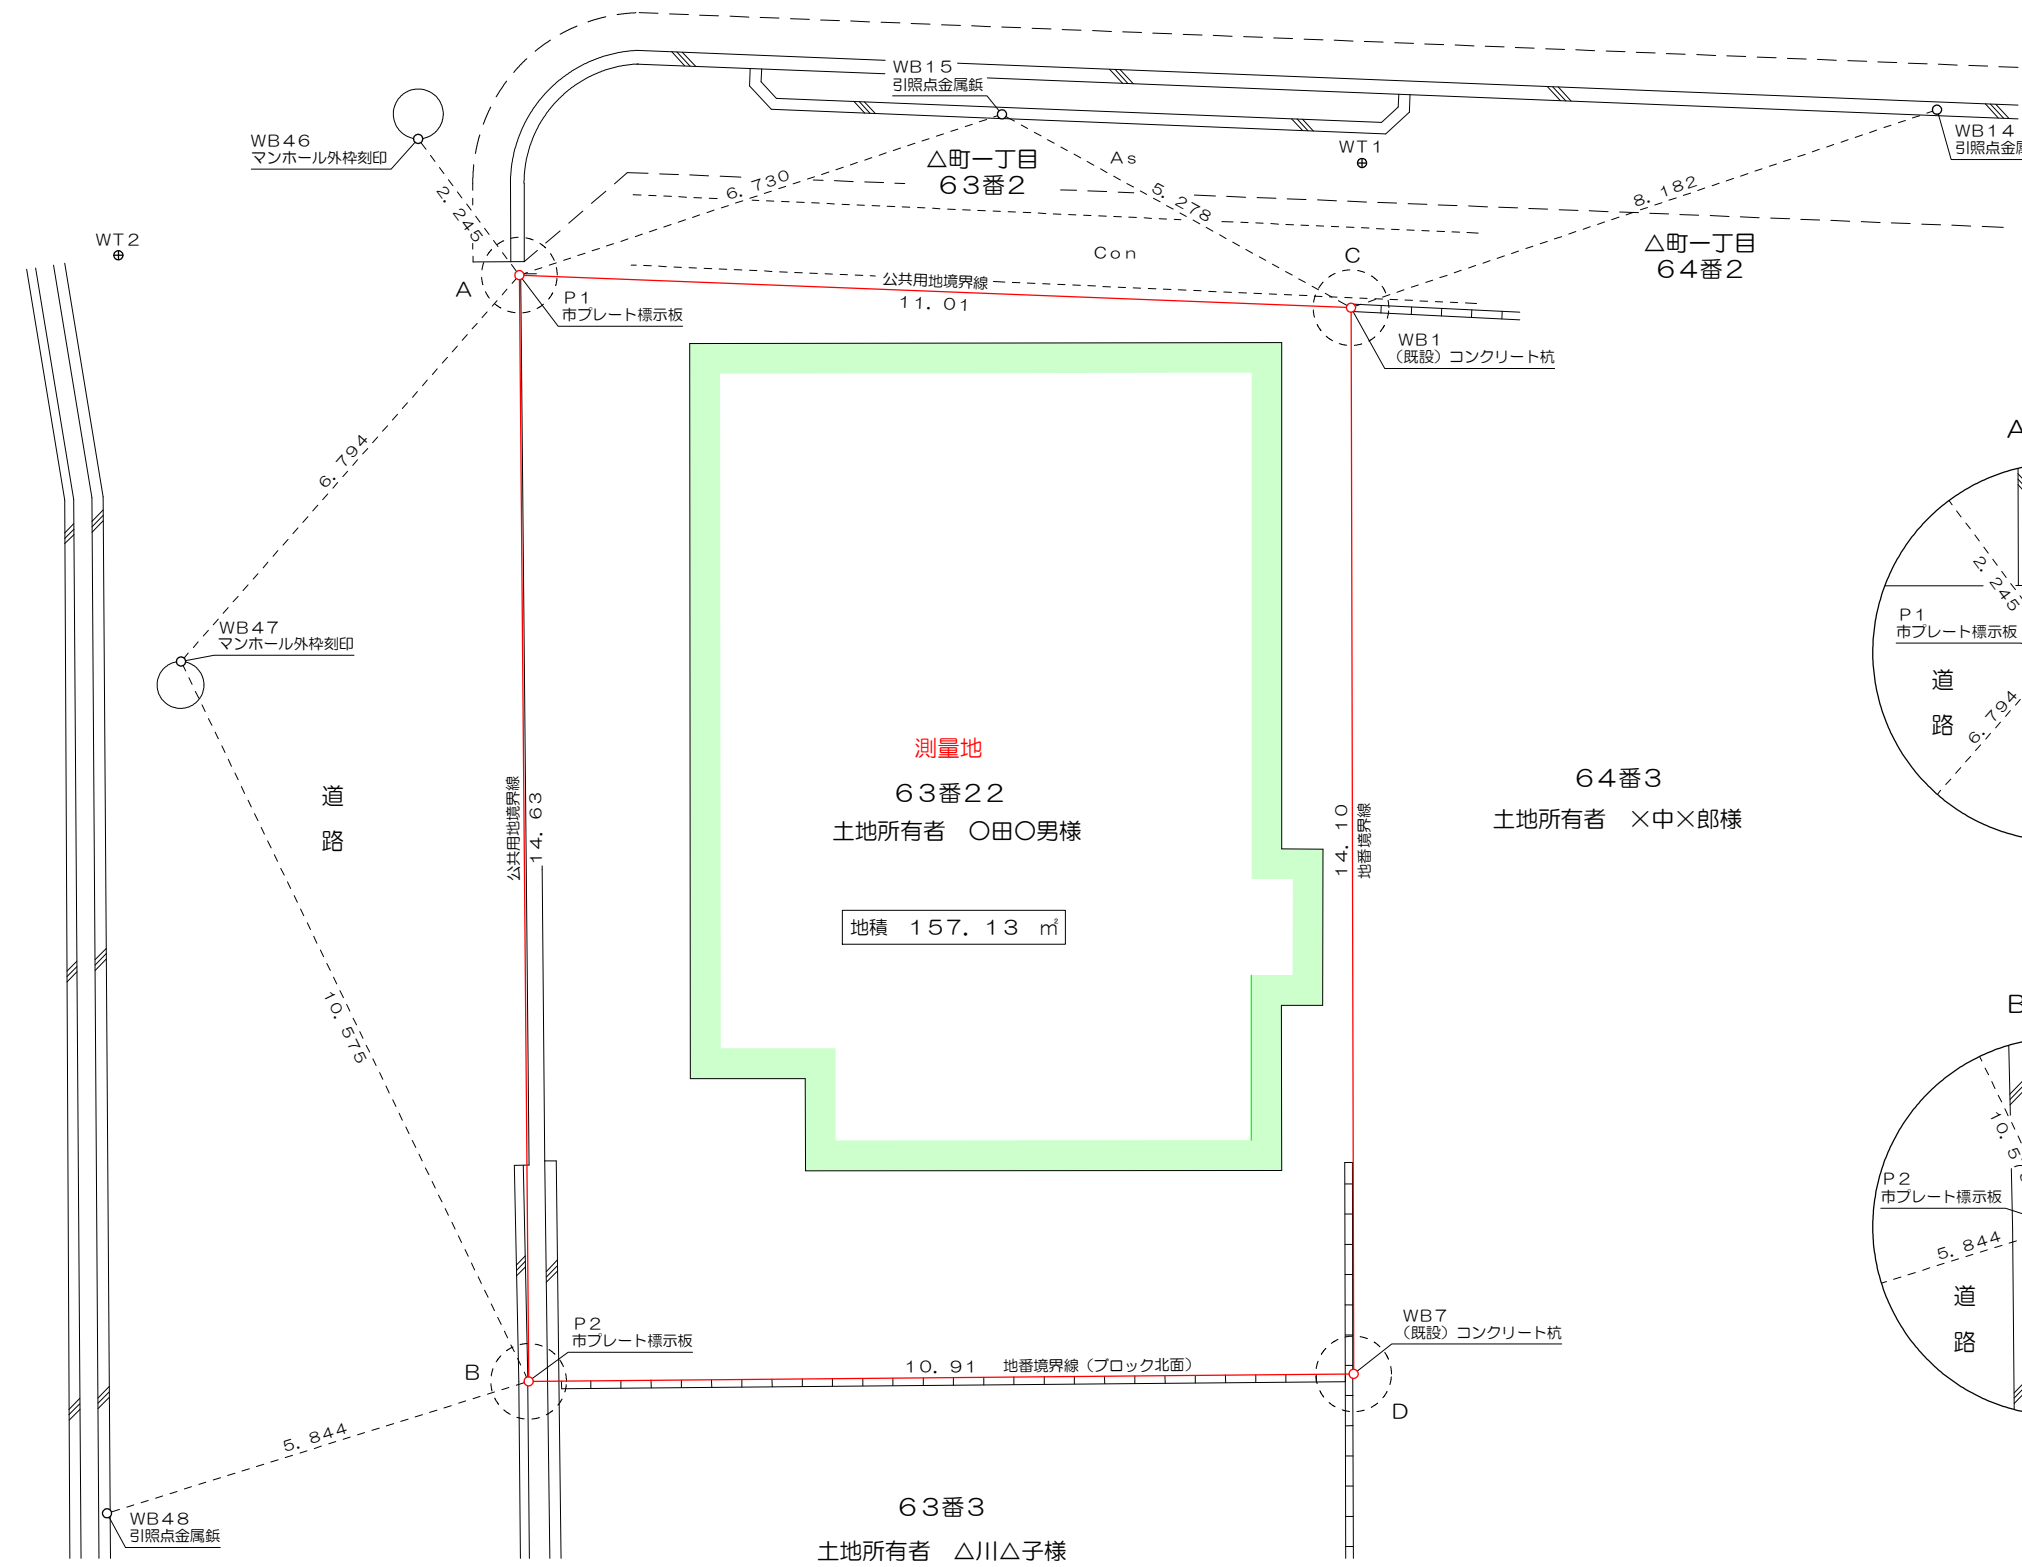 WB15
引照点金属鋲
WB46
マンホール外枠刻印
WB14
WT1
△町一丁目
63番2
As
6.730
5.278
8.182
2.245
WT2
△町一丁目
64番2
Con
C
公共用地境界線
11.01
A
P1
市プレート標示板
WB1
（既設）コンクリート杭
A
6.794
2.245
P1
市プレート標示板
WB47
マンホール外枠刻印
道
路
6.794
測量地
63番22
土地所有者　〇田〇男様
64番3
土地所有者　×中×郎様
道
路
公共用地境界線
14.63
14.10
地番境界線
地積　157.13　㎡
10.575
B
P2
市プレート標示板
5.844
道
路
WB7
（既設）コンクリート杭
P2
市プレート標示板
10.91　地番境界線（ブロック北面）
B
D
5.844
WB48
引照点金属鋲
63番3
土地所有者　△川△子様